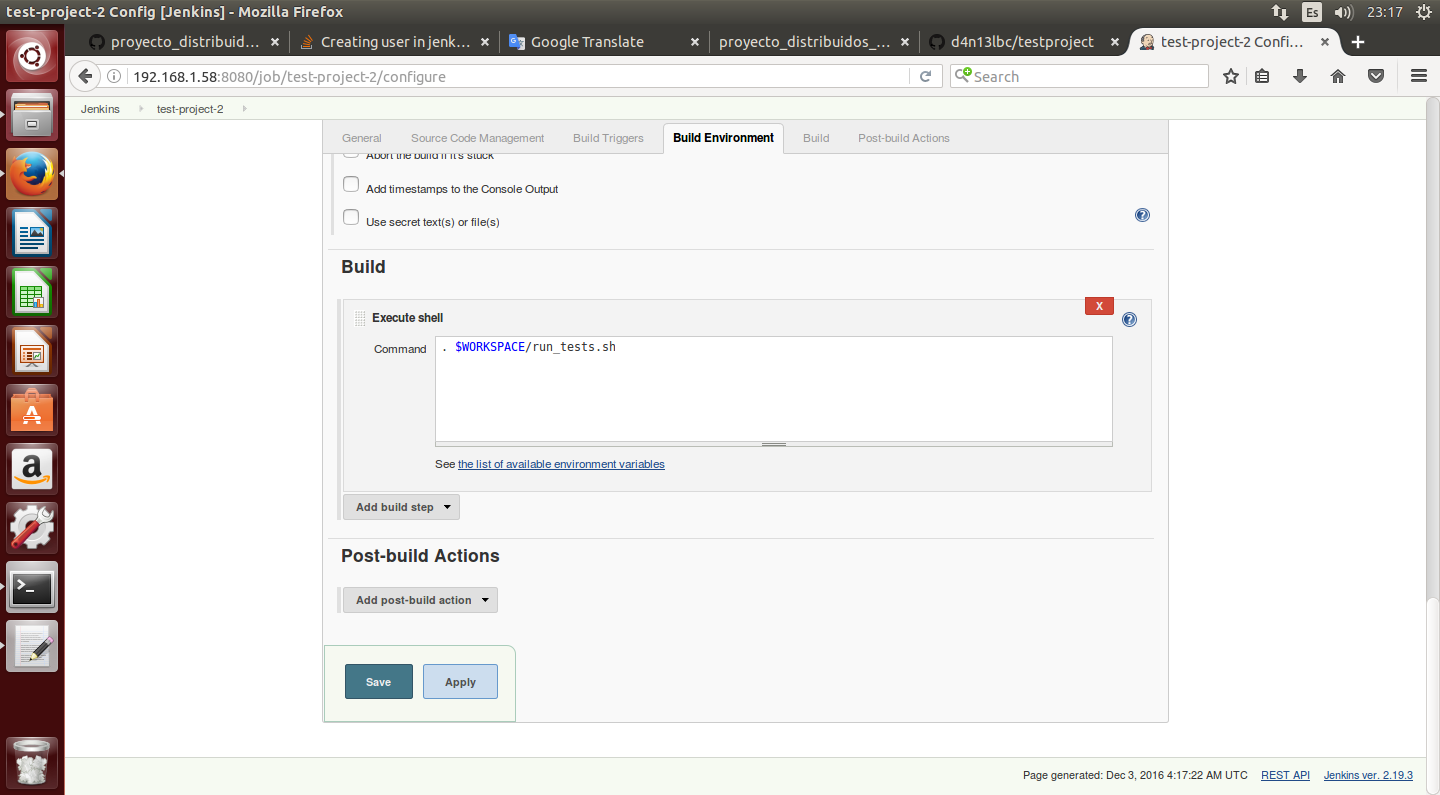 test-project-2 Config [Jenkins] - Mozilla Firefox
Es
23:17
proyecto_distribuid...
Creating user in jenk...
Google Translate
proyecto_distribuidos_...
d4n13lbc/testproject
test-project-2 Confi...
192.168.1.58:8080/job/test-project-2/configure
Search
Jenkins
test-project-2
General
Source Code Management
Build Triggers
Build Environment
Build
Post-build Actions
Abort the build if it's stuck
Add timestamps to the Console Output
Use secret text(s) or file(s)
Build
X
Execute shell
Command
. $WORKSPACE/run_tests.sh
See the list of available environment variables
Add build step
Post-build Actions
Add post-build action
Save
Apply
Page generated: Dec 3, 2016 4:17:22 AM UTC
REST API
Jenkins ver. 2.19.3